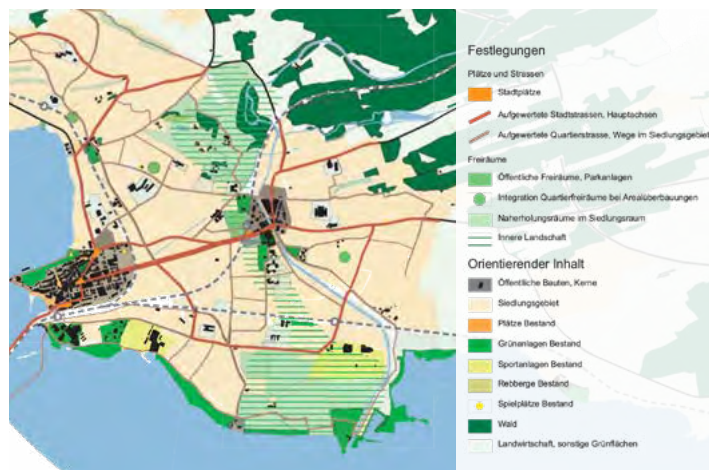 Festlegungen
Plätze und Strassen
Stadtplätze
Aufgewertete Stadtstrassen, Hauptachsen
Aufgewertete Quartierstrasse, Wege im Siedlungsgebiet
Freiräume
Öffentliche Freiräume, Parkanlagen
Integration Quartierfreiräume bei Arealüberbauungen
Naherholungsräume im Siedlungsraum
Innere Landschaft
Orientierender Inhalt
Öffentliche Bauten, Kerne
Siedlungsgebiet
Plätze Bestand
Grünanlagen Bestand
Sportanlagen Bestand
Rebberge Bestand
Spielplätze Bestand
Wald
Landwirtschaft, sonstige Grünflächen